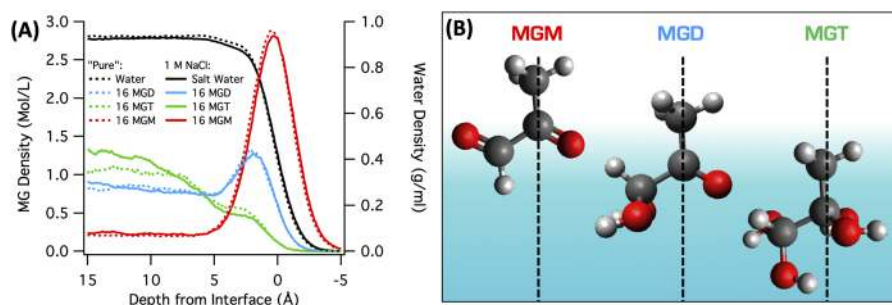 (A)
3.0
2.5
2.0
1.5
1.0
0.5
0.0
MG Density (Mol/L)
"Pure": 1 M NaCl:
Water Salt Water
16 MGD 16 MGD
16 MGT 16 MGT
16 MGM 16 MGM
1.0
0.8
0.6
0.4
0.2
0.0
Water Density (g/ml)
15 10 5 0 -5
Depth from Interface (Å)
(B)
MGM MGD MGT